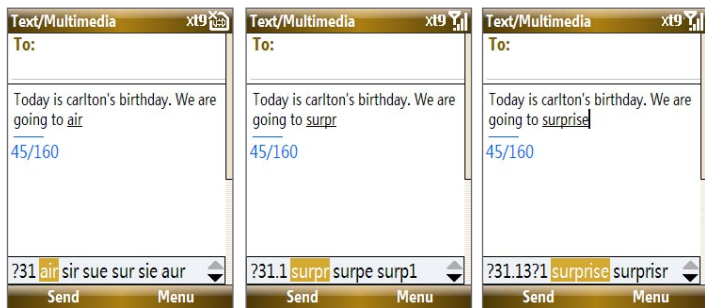 Text/Multimedia xt9
To:
Today is carlton's birthday. We are
going to air
45/160
?31 air sir sue sur sie aur
Send Menu
Text/Multimedia xt9
To:
Today is carlton's birthday. We are
going to surpr
45/160
?31.1 surpr surpe surp1
Send Menu
Text/Multimedia xt9
To:
Today is carlton's birthday. We are
going to surprise
45/160
?31.13?1 surprise surprisr
Send Menu